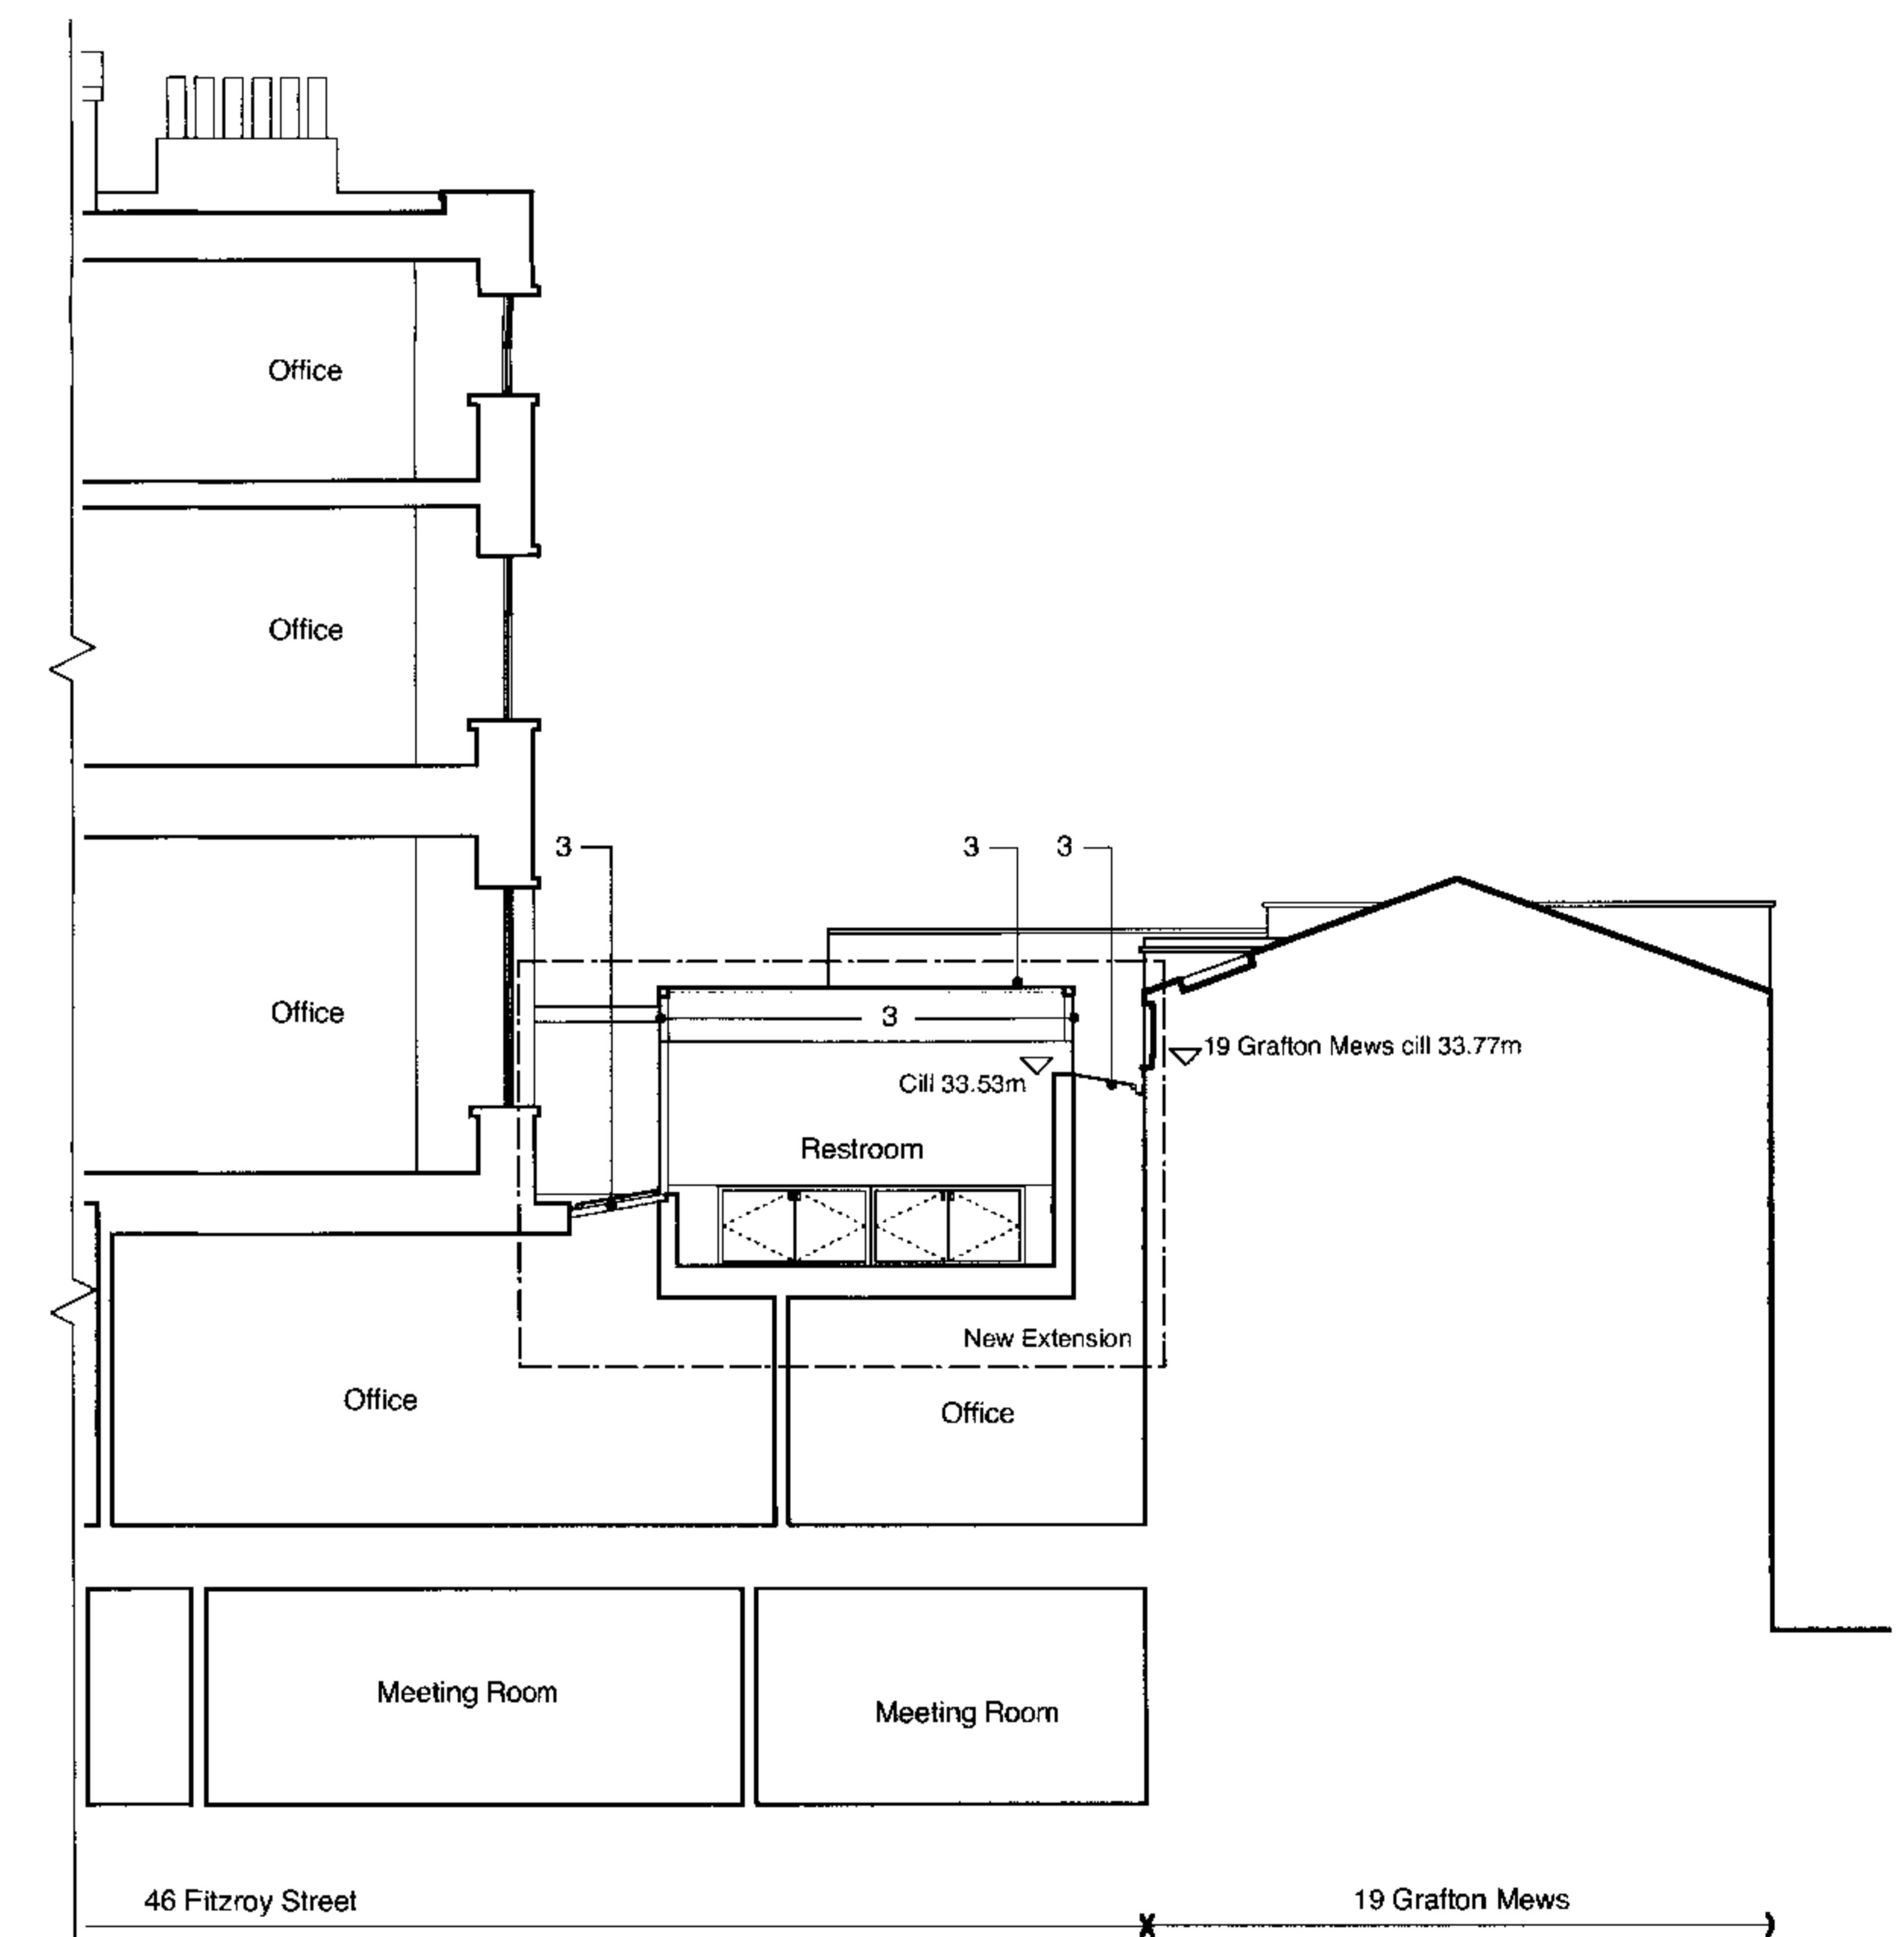 Office
Office
3
3
3
Office
3
19 Grafton Mews cill 33.77m
Cill 33.53m
Restroom
New Extension
Office
Office
Meeting Room
Meeting Room
46 Fitzroy Street
19 Grafton Mews